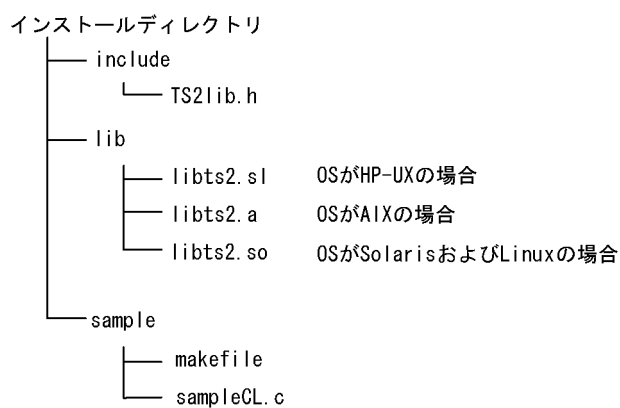 インストールディレクトリ
include
TS2lib.h
lib
libts2.sl OSがHP-UXの場合
libts2.a OSがAIXの場合
libts2.so OSがSolarisおよびLinuxの場合
sample
makefile
sampleCL.c